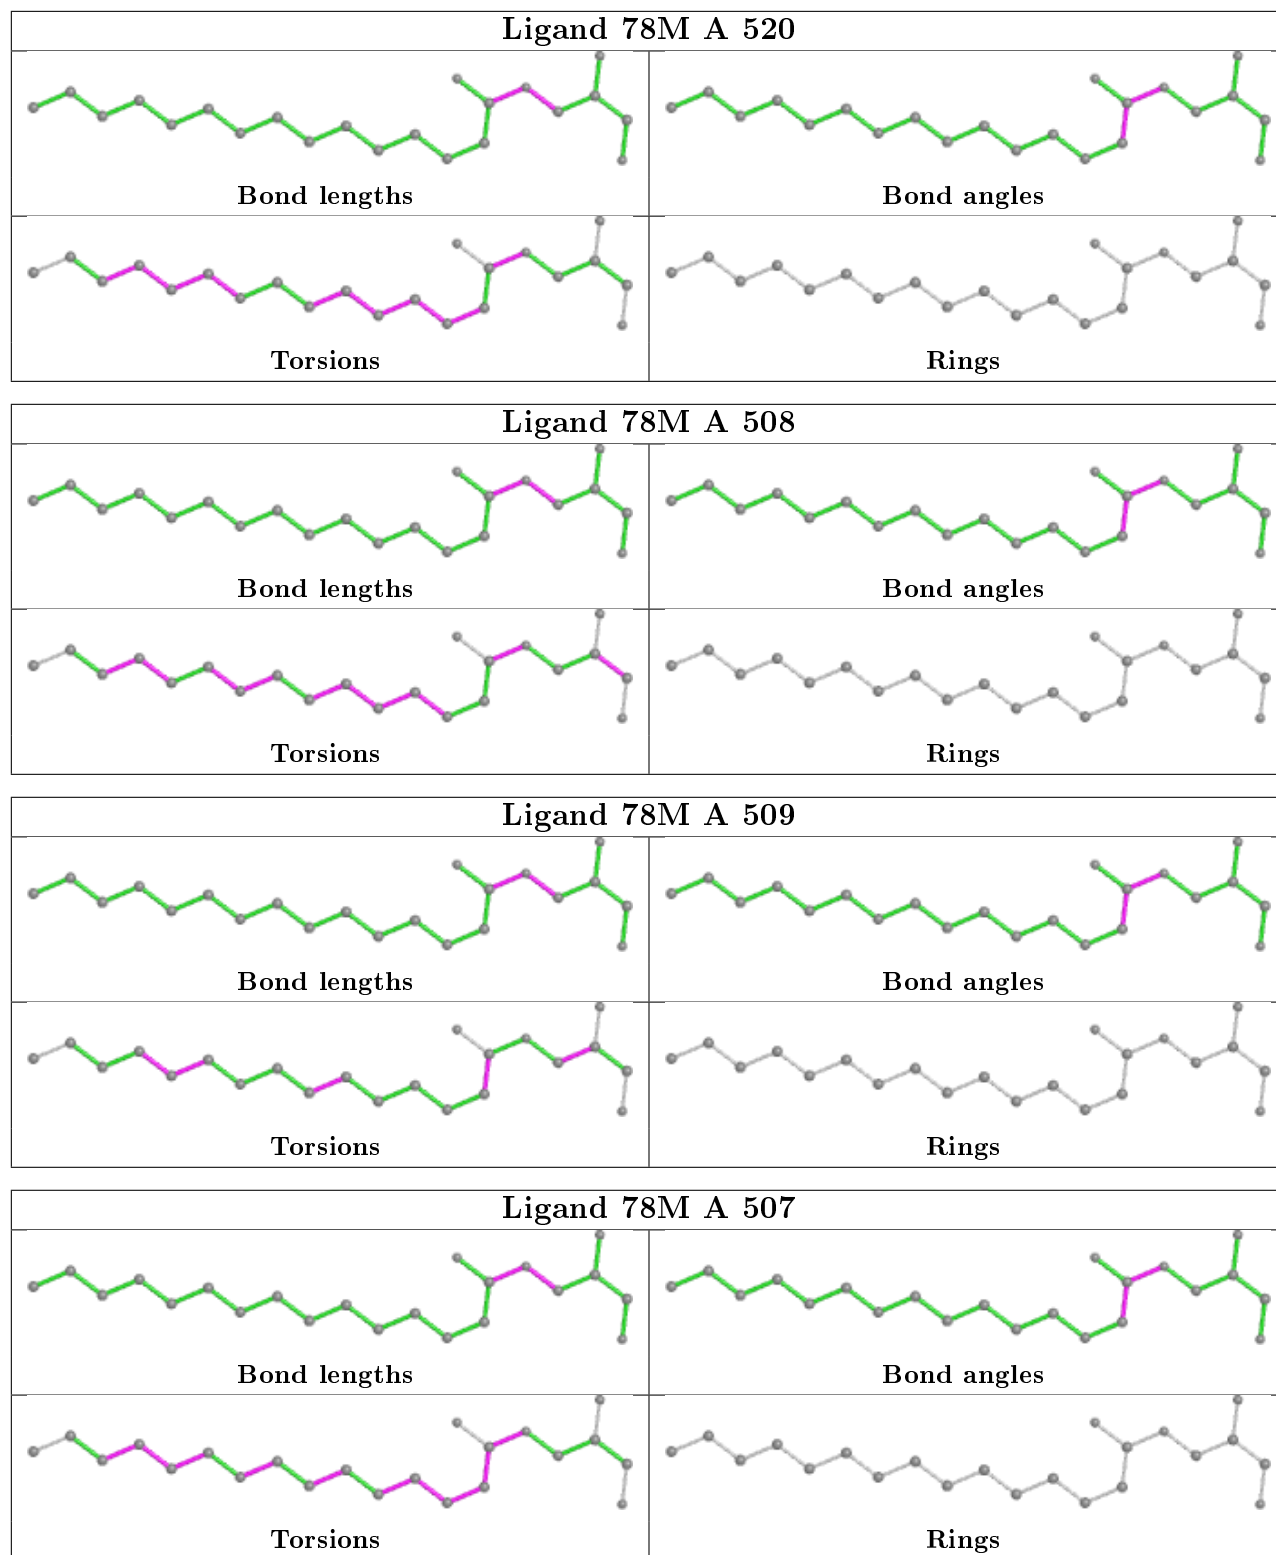 Ligand 78M A 520
Bond lengths
Bond angles
Torsions
Rings
Ligand 78M A 508
Bond lengths
Bond angles
Torsions
Rings
Ligand 78M A 509
Bond lengths
Bond angles
Torsions
Rings
Ligand 78M A 507
Bond lengths
Bond angles
Torsions
Rings